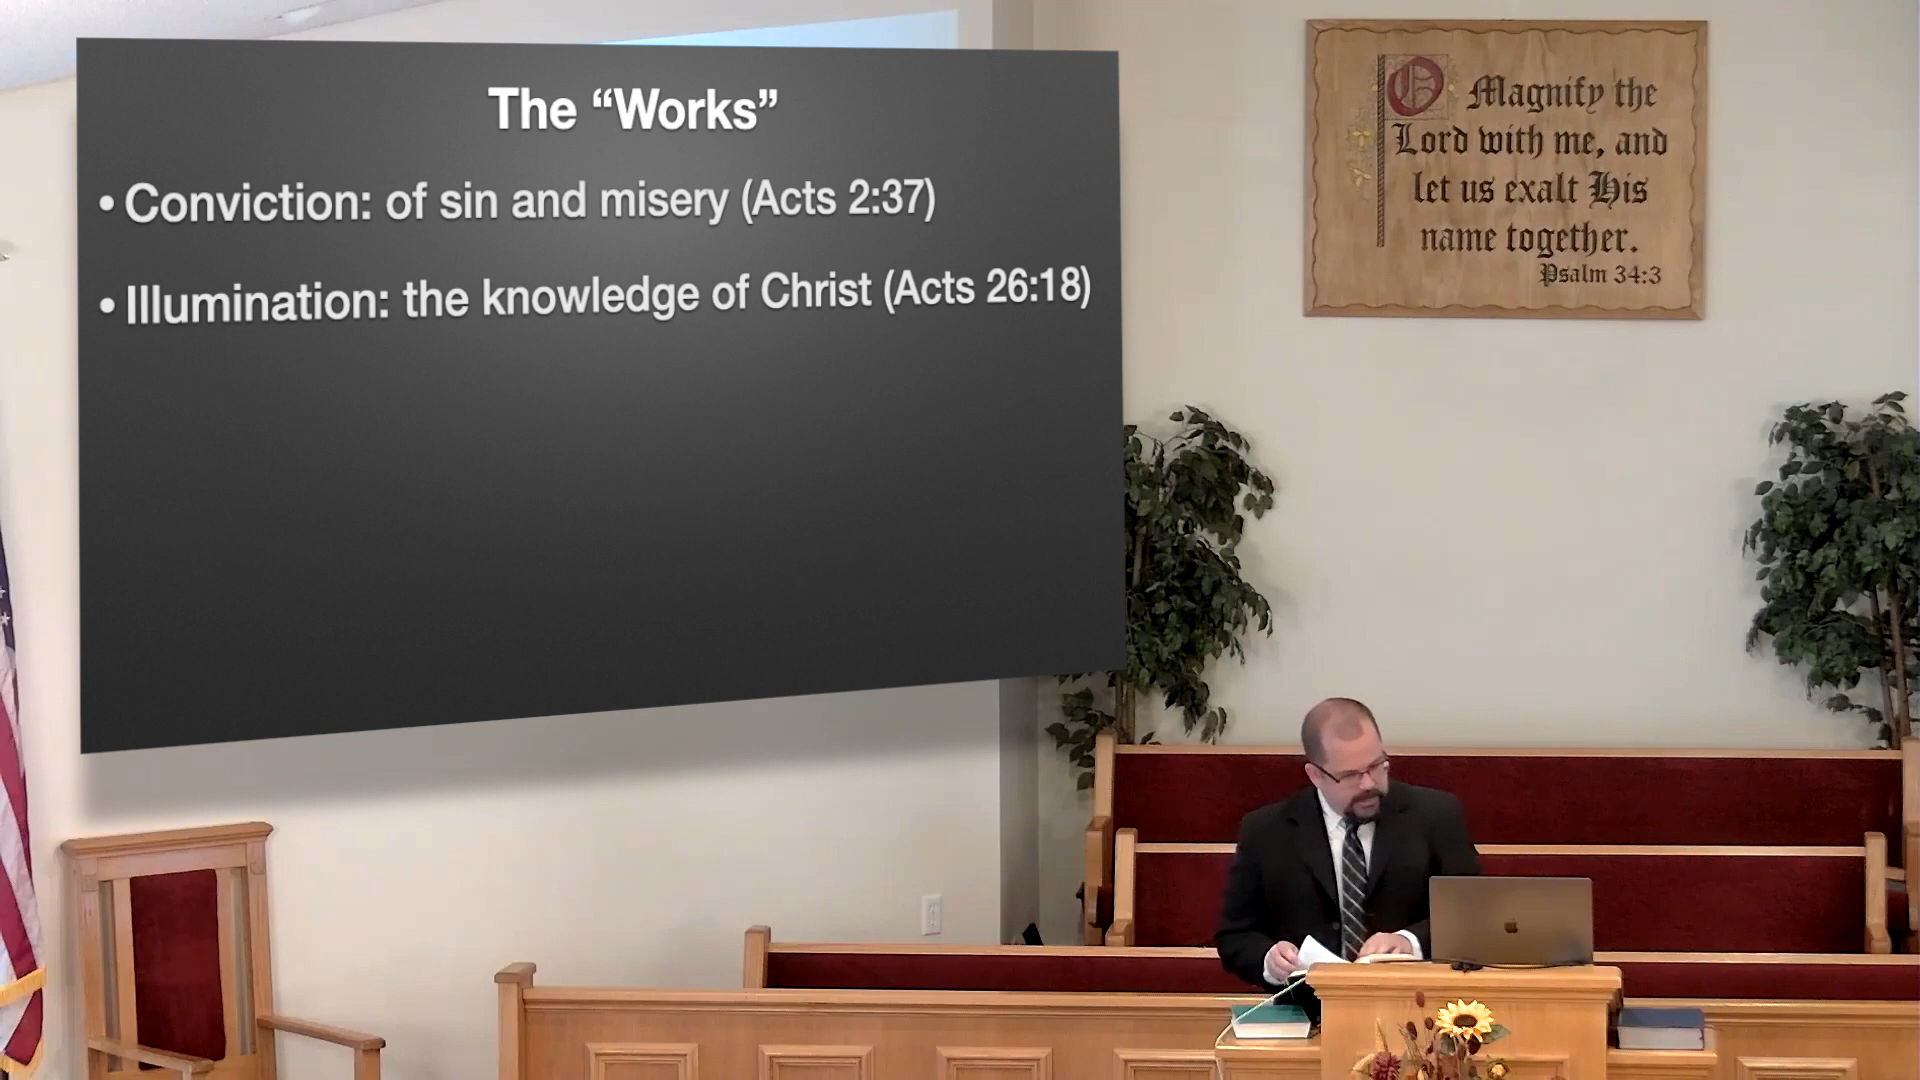 The “Works”
• Conviction: of sin and misery (Acts 2:37)
• Illumination: the knowledge of Christ (Acts 26:18)
O Magnify the
Lord with me, and
let us exalt His
name together.
Psalm 34:3